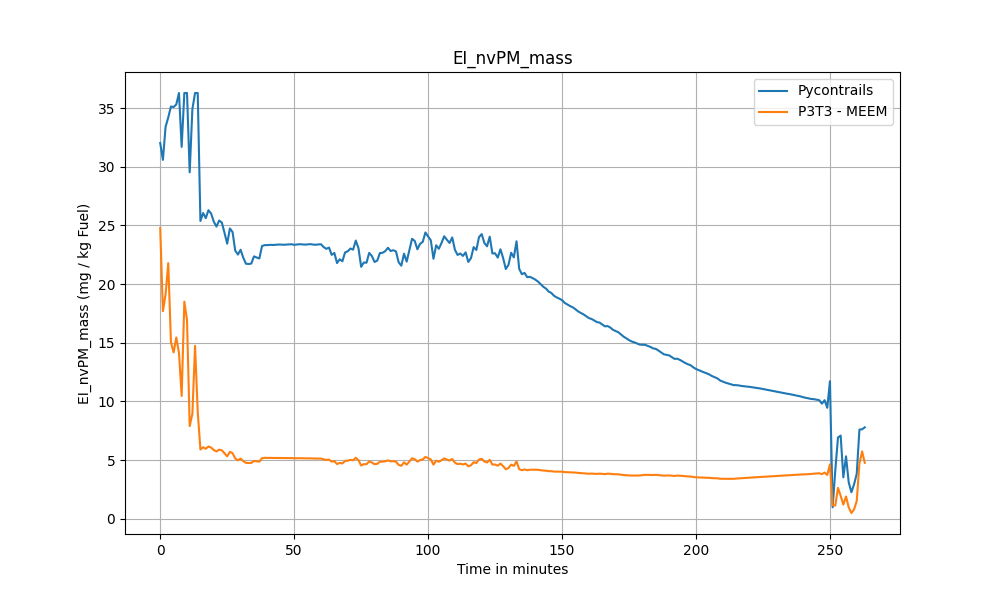 EI_nvPM_mass
Pycontrails
P3T3 - MEEM
EI_nvPM_mass (mg / kg Fuel)
35
30
25
20
15
10
5
0
0 50 100 150 200 250
Time in minutes